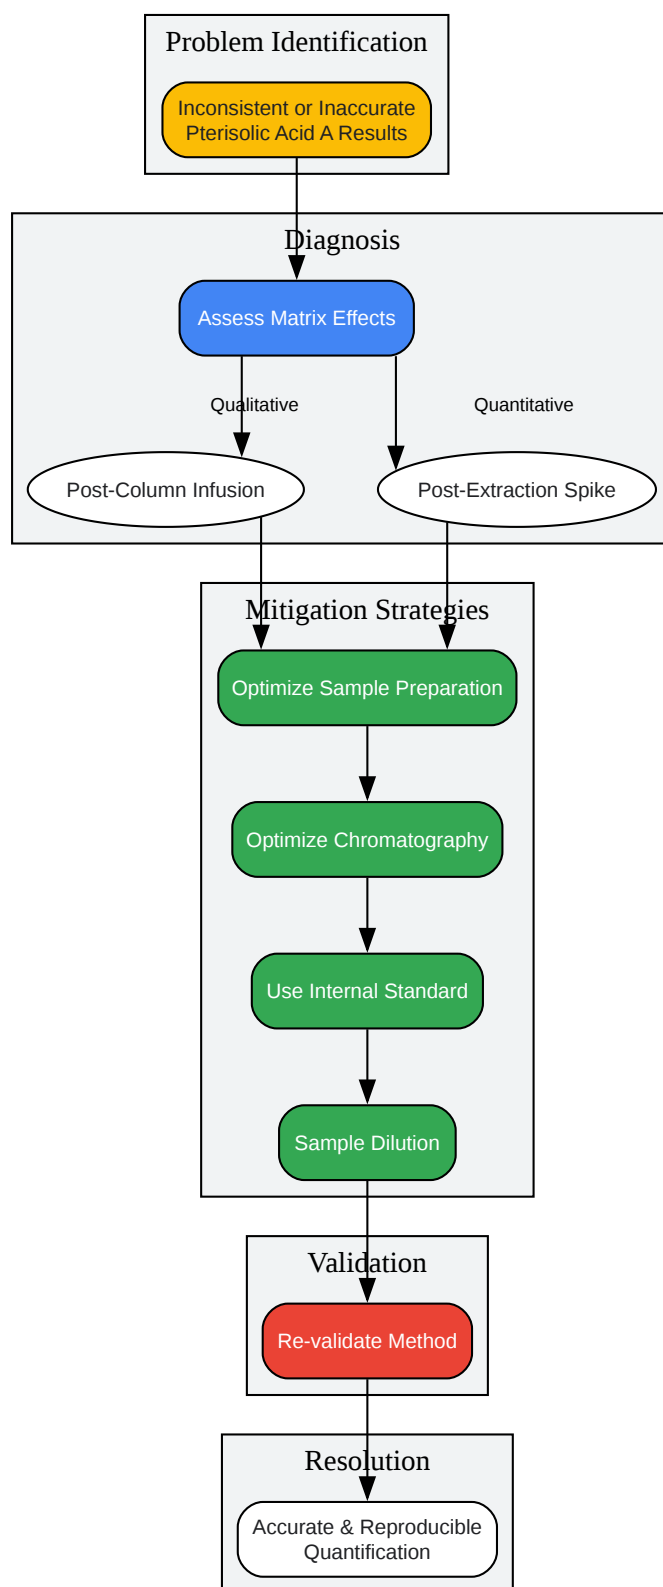 Problem Identification
Inconsistent or Inaccurate
Pterisolic Acid A Results
Diagnosis
Assess Matrix Effects
Qualitative
Quantitative
Post-Column Infusion
Post-Extraction Spike
Mitigation Strategies
Optimize Sample Preparation
Optimize Chromatography
Use Internal Standard
Sample Dilution
Validation
Re-validate Method
Resolution
Accurate & Reproducible
Quantification